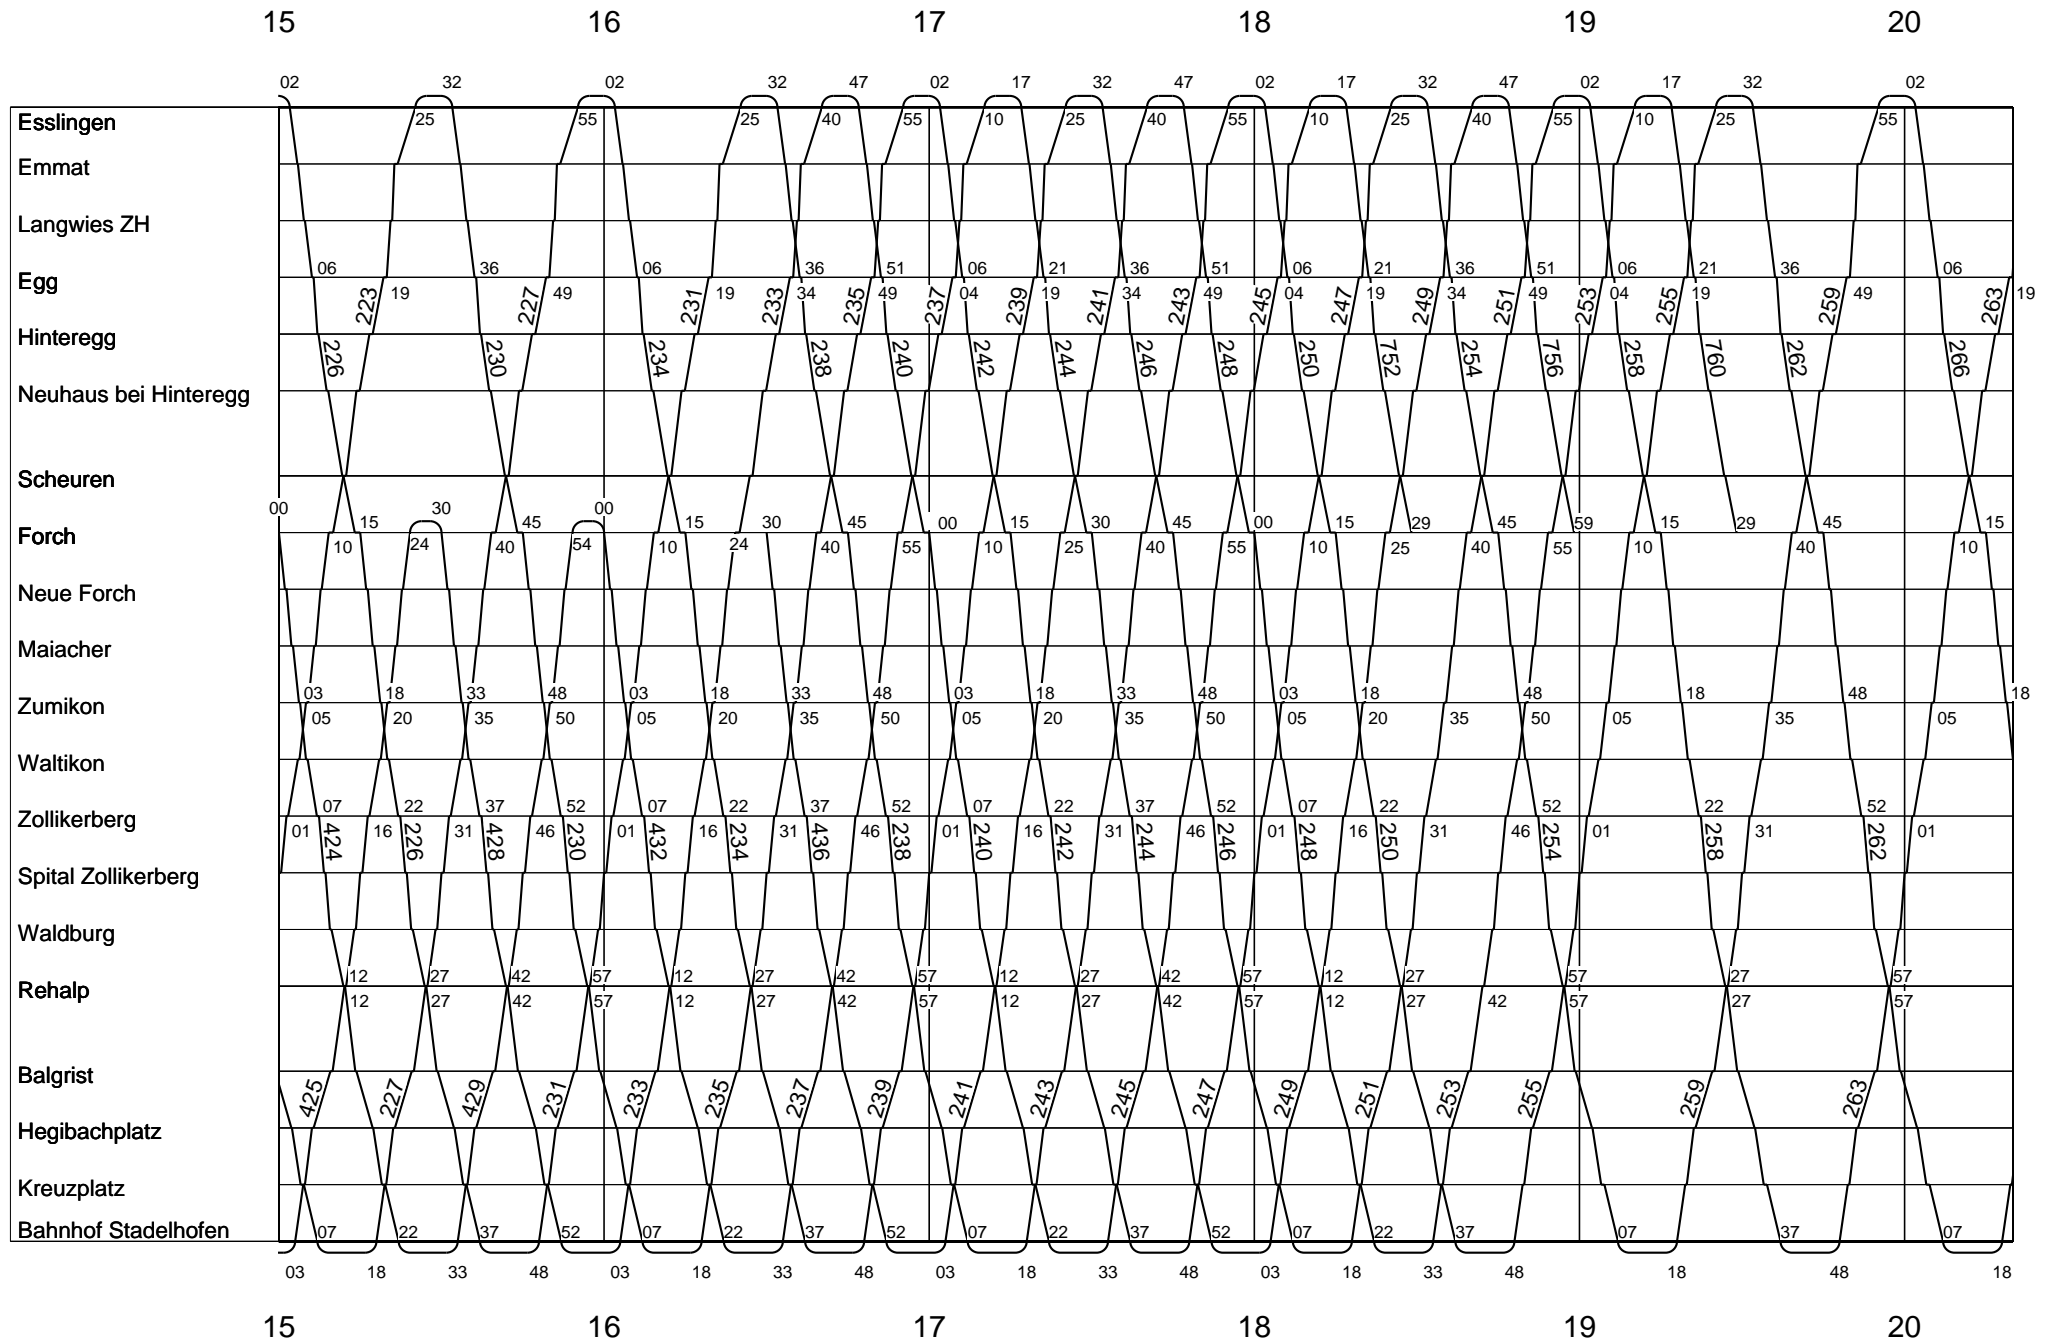 15 16 17 18 19 20
02 32 02 32 47 02 17 32 47 02 17 32 47 02 17 32 02
Esslingen 25 55 25 40 55 10 25 40 55 10 25 40 55 10 25 55
Emmat
Langwies ZH
06 36 06 36 51 06 21 36 51 06 21 36 51 06 21 36 06
Egg 223 19 227 49 231 19 233 34 235 49 237 04 239 19 241 34 243 49 245 04 247 19 249 34 251 49 253 04 255 19 259 49 263 19
Hinteregg
226 230 234 238 240 242 244 246 248 250 752 254 756 258 760 262 266
Neuhaus bei Hinteregg
Scheuren
00 15 30 45 00 15 30 45 00 15 30 45 00 15 29 45 59 15 29 45 15
Forch 10 24 40 54 10 24 40 55 10 25 40 55 10 25 40 55 10 40 10
Neue Forch
Maiacher
03 18 33 48 03 18 33 48 03 18 33 48 03 18 48 18 48 18
Zumikon 05 20 35 50 05 20 35 50 05 20 35 50 05 20 35 50 05 35 05
Waltikon
07 22 37 52 07 22 37 52 07 22 37 52 07 22 52 22 52
Zollikerberg 01 16 31 46 01 16 31 46 01 16 31 46 01 16 31 46 01 31 01
424 226 428 230 432 234 436 238 240 242 244 246 248 250 254 258 262
Spital Zollikerberg
Waldburg
12 27 42 57 12 27 42 57 12 27 42 57 12 27 57 27 57
Rehalp 12 27 42 57 12 27 42 57 12 27 42 57 12 27 42 57 27 57
Balgrist
425 227 429 231 233 235 237 239 241 243 245 247 249 251 253 255 259 263
Hegibachplatz
Kreuzplatz
Bahnhof Stadelhofen 07 22 37 52 07 22 37 52 07 22 37 52 07 22 37 07 37 07
03 18 33 48 03 18 33 48 03 18 33 48 03 18 33 48 18 48 18
15 16 17 18 19 20